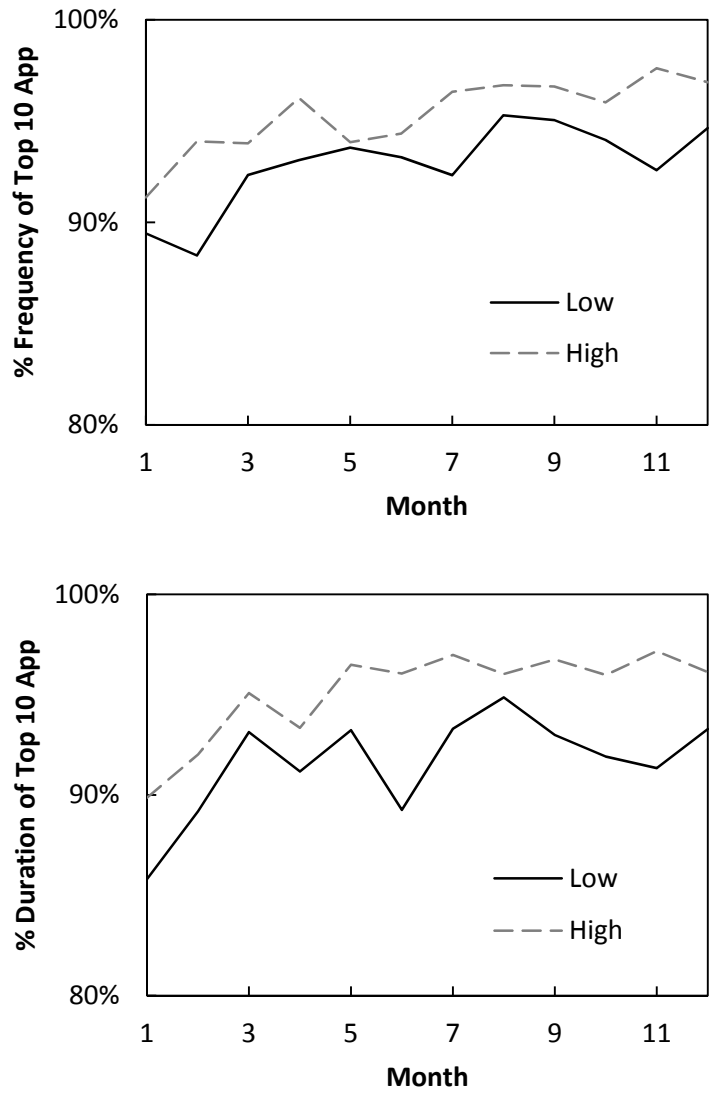 100%
90%
80%
% Frequency of Top 10 App
Low
High
1 3 5 7 9 11
Month
100%
90%
80%
% Duration of Top 10 App
Low
High
1 3 5 7 9 11
Month